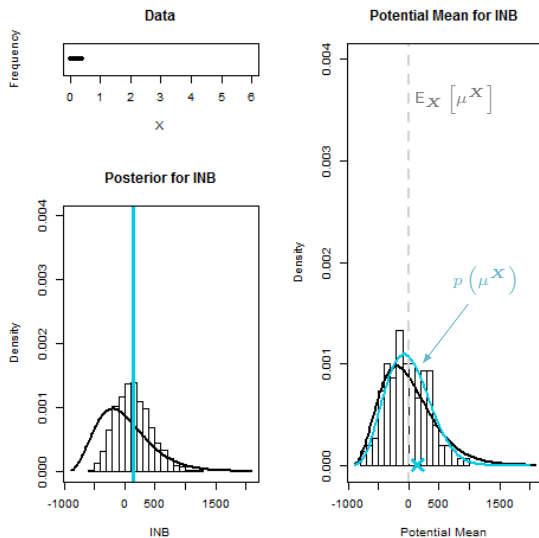 Data
Frequency
0 1 2 3 4 5 6
X
Posterior for INB
Density
0.000 0.001 0.002 0.003 0.004
-1000 0 500 1500
INB
Potential Mean for INB
Density
0.000 0.001 0.002 0.003 0.004
E_X [μ^X]
p (μ^X)
-1000 0 500 1500
Potential Mean